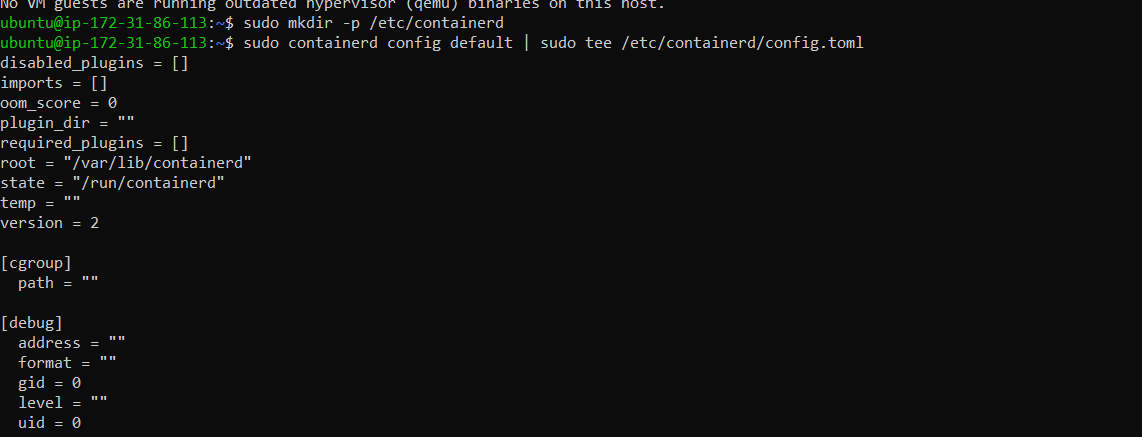 No VM guests are running outdated hypervisor (qemu) binaries on this host.
ubuntu@ip-172-31-86-113:~$ sudo mkdir -p /etc/containerd
ubuntu@ip-172-31-86-113:~$ sudo containerd config default | sudo tee /etc/containerd/config.toml
disabled_plugins = []
imports = []
oom_score = 0
plugin_dir = ""
required_plugins = []
root = "/var/lib/containerd"
state = "/run/containerd"
temp = ""
version = 2
[cgroup]
  path = ""
[debug]
  address = ""
  format = ""
  gid = 0
  level = ""
  uid = 0